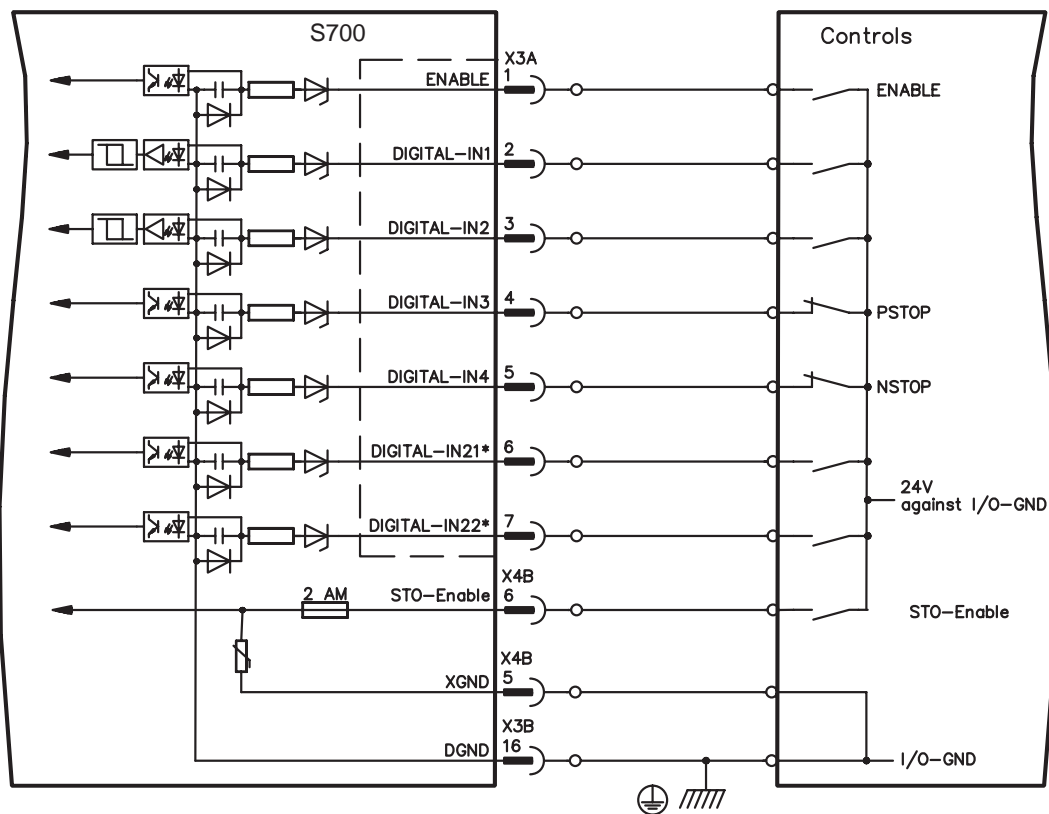 S700
Controls
X3A
ENABLE 1 ENABLE
DIGITAL-IN1 2
DIGITAL-IN2 3
DIGITAL-IN3 4 PSTOP
DIGITAL-IN4 5 NSTOP
DIGITAL-IN21* 6
24V
against I/O-GND
DIGITAL-IN22* 7
X4B
2 AM STO-Enable 6 STO-Enable
X4B
XGND 5
X3B
DGND 16 I/O-GND